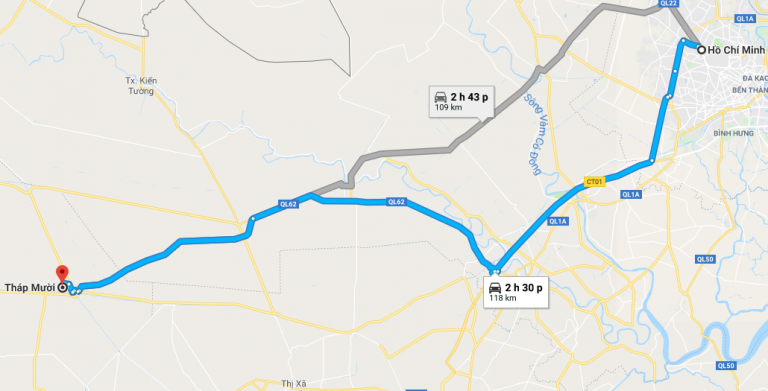 QL22
QL1A
Hồ Chí Minh
ĐA KAO
BẾN THÀN
Tx. Kiến
Tường
2 h 43 p
109 km
Sông Vàm Cỏ Đông
BÌNH HƯNG
CT01
QL1A
QL62
QL62
QL1A
QL50
Tháp Mười
2 h 30 p
118 km
QL50
Thị Xã